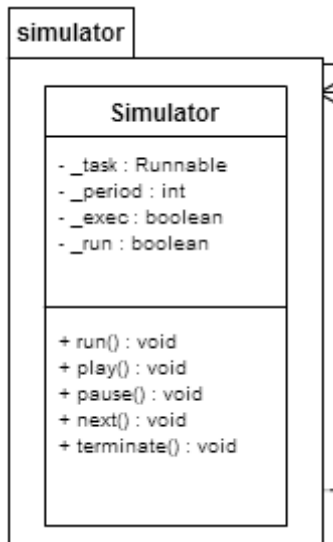 simulator
Simulator
- _task : Runnable
- _period : int
- _exec : boolean
- _run : boolean
+ run() : void
+ play() : void
+ pause() : void
+ next() : void
+ terminate() : void